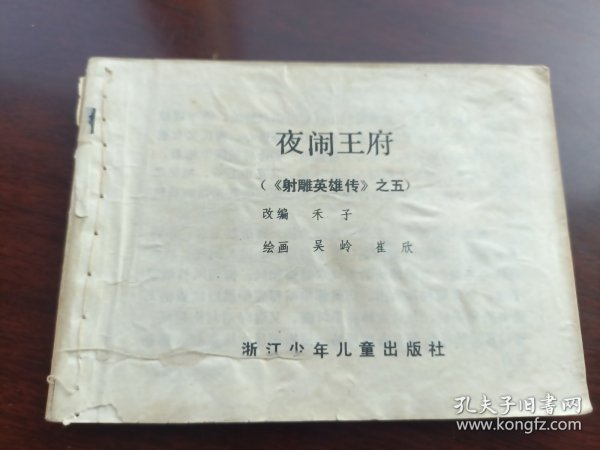 夜闹王府
(《射雕英雄传》之五)
改编 禾子
绘画 吴岭 崔欣
浙江少年儿童出版社
孔夫子旧书网
www.kongfz.com